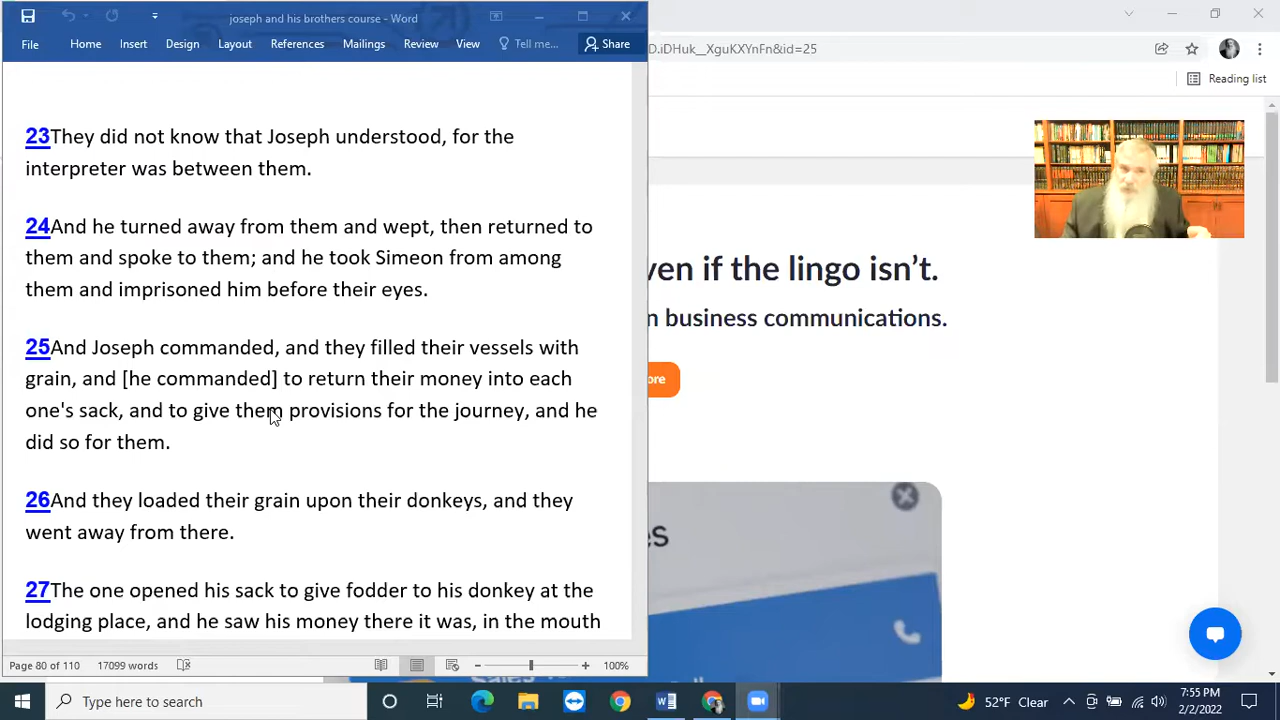 joseph and his brothers course - Word
File Home Insert Design Layout References Mailings Review View Tell me... Share
D.iDHuk__XguKXYnFn&id=25
Reading list
23They did not know that Joseph understood, for the
interpreter was between them.
24And he turned away from them and wept, then returned to
them and spoke to them; and he took Simeon from among
them and imprisoned him before their eyes.
25And Joseph commanded, and they filled their vessels with
grain, and [he commanded] to return their money into each
one's sack, and to give them provisions for the journey, and he
did so for them.
26And they loaded their grain upon their donkeys, and they
went away from there.
27The one opened his sack to give fodder to his donkey at the
lodging place, and he saw his money there it was, in the mouth
ven if the lingo isn't.
n business communications.
ore
es
Page 80 of 110 17099 words 100%
Type here to search
52°F Clear
7:55 PM
2/2/2022